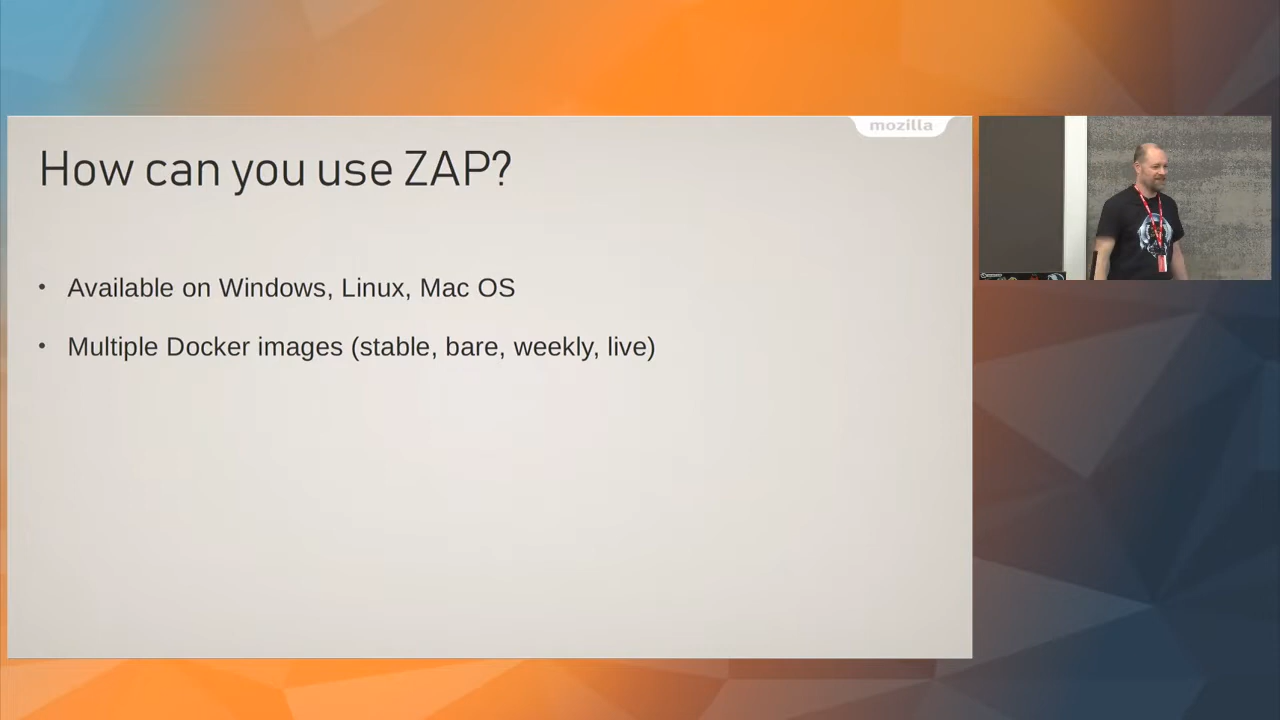 mozilla
How can you use ZAP?
• Available on Windows, Linux, Mac OS
• Multiple Docker images (stable, bare, weekly, live)